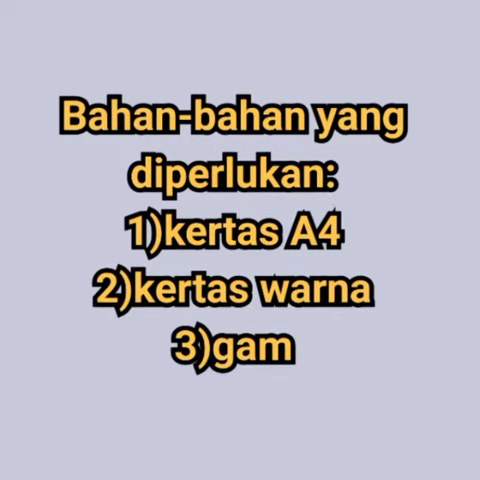 Bahan-bahan yang
diperlukan:
1)kertas A4
2)kertas warna
3)gam